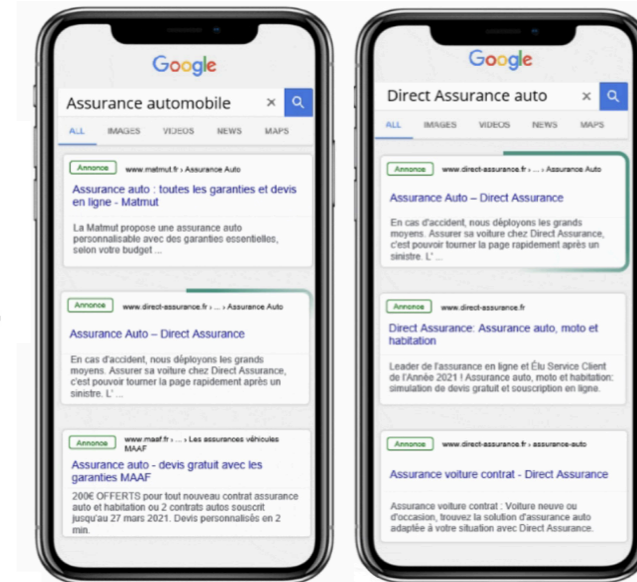 Google
Assurance automobile ×
ALL IMAGES VIDEOS NEWS MAPS
Annonce www.matmut.fr › Assurance Auto
Assurance auto : toutes les garanties et devis
en ligne - Matmut
La Matmut propose une assurance auto
personnalisable avec des garanties essentielles,
selon votre budget ...
Annonce www.direct-assurance.fr › ... › Assurance Auto
Assurance Auto – Direct Assurance
En cas d'accident, nous déployons les grands
moyens. Assurer sa voiture chez Direct Assurance,
c'est pouvoir tourner la page rapidement après un
sinistre. L' ...
Annonce www.maaf.fr › ... › Les assurances véhicules
MAAF
Assurance auto - devis gratuit avec les
garanties MAAF
200€ OFFERTS pour tout nouveau contrat assurance
auto et habitation ou 2 contrats autos souscrit
jusqu'au 27 mars 2021. Devis personnalisés en 2
min.
Google
Direct Assurance auto ×
ALL IMAGES VIDEOS NEWS MAPS
Annonce www.direct-assurance.fr › ... › Assurance Auto
Assurance Auto – Direct Assurance
En cas d'accident, nous déployons les grands
moyens. Assurer sa voiture chez Direct Assurance,
c'est pouvoir tourner la page rapidement après un
sinistre. L' ...
Annonce www.direct-assurance.fr
Direct Assurance: Assurance auto, moto et
habitation
Leader de l'assurance en ligne et Élu Service Client
de l'Année 2021 ! Assurance auto, moto et habitation:
simulation de devis gratuit et souscription en ligne.
Annonce www.direct-assurance.fr › assurance-auto
Assurance voiture contrat - Direct Assurance
Assurance voiture contrat : Voiture neuve ou
d'occasion, trouvez la solution d'assurance auto
adaptée à votre situation avec Direct Assurance.